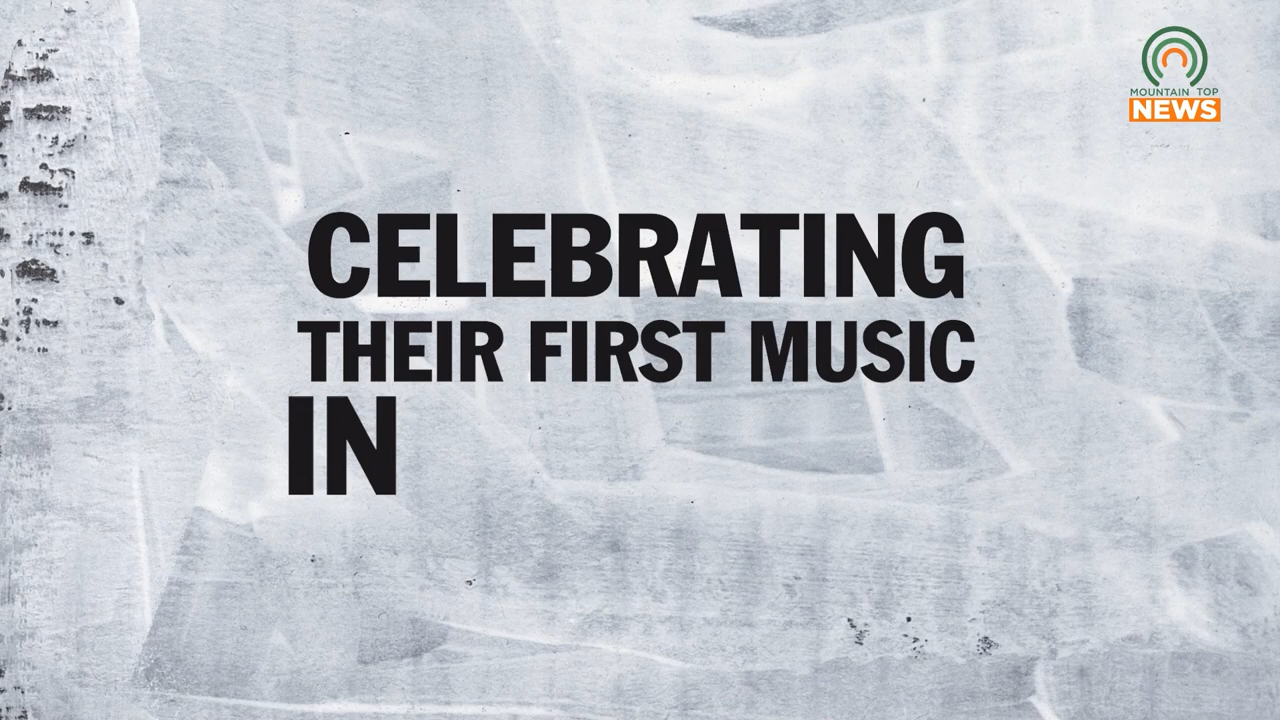 MOUNTAIN TOP
NEWS
CELEBRATING
THEIR FIRST MUSIC
IN